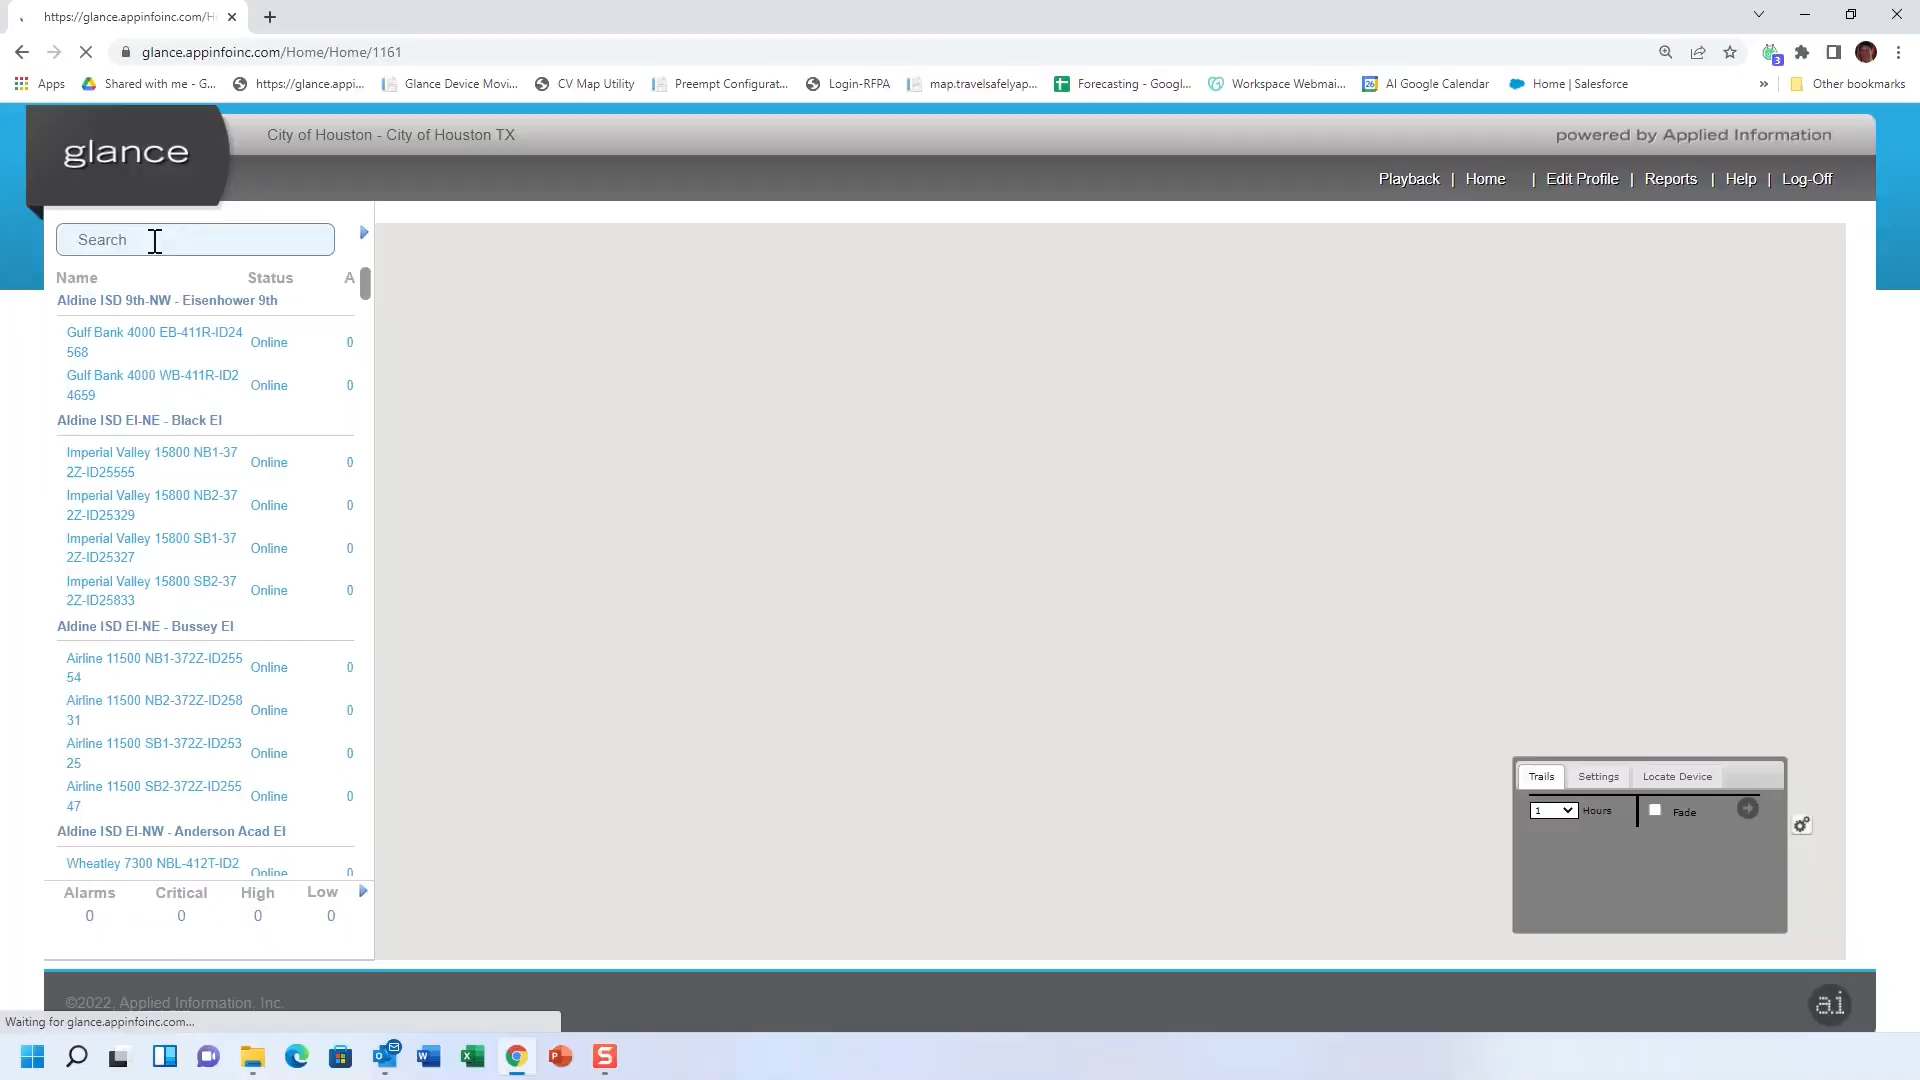 https://glance.appinfoinc.com/H
glance.appinfoinc.com/Home/Home/1161
3
Apps
Shared with me - G...
https://glance.appi...
Glance Device Movi...
CV Map Utility
Preempt Configurat...
Login-RFPA
map.travelsafelyap...
Forecasting - Googl...
Workspace Webmai...
AI Google Calendar
Home | Salesforce
»
Other bookmarks
glance
City of Houston - City of Houston TX
powered by Applied Information
Playback | Home | Edit Profile | Reports | Help | Log-Off
Search
Name Status A
Aldine ISD 9th-NW - Eisenhower 9th
Gulf Bank 4000 EB-411R-ID24
568
Online 0
Gulf Bank 4000 WB-411R-ID2
4659
Online 0
Aldine ISD El-NE - Black El
Imperial Valley 15800 NB1-37
2Z-ID25555
Online 0
Imperial Valley 15800 NB2-37
2Z-ID25329
Online 0
Imperial Valley 15800 SB1-37
2Z-ID25327
Online 0
Imperial Valley 15800 SB2-37
2Z-ID25833
Online 0
Aldine ISD El-NE - Bussey El
Airline 11500 NB1-372Z-ID255
54
Online 0
Airline 11500 NB2-372Z-ID258
31
Online 0
Airline 11500 SB1-372Z-ID253
25
Online 0
Airline 11500 SB2-372Z-ID255
47
Online 0
Aldine ISD El-NW - Anderson Acad El
Wheatley 7300 NBL-412T-ID2
Online 0
Alarms Critical High Low
0 0 0 0
Trails Settings Locate Device
1 Hours Fade
©2022, Applied Information, Inc.
ai
Waiting for glance.appinfoinc.com...